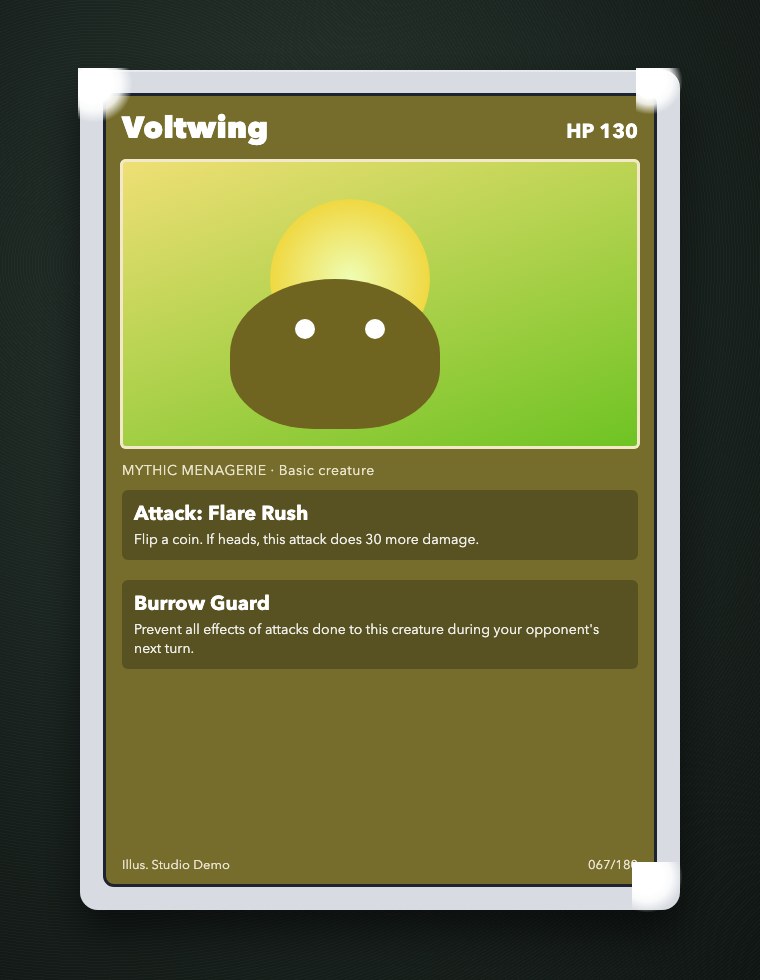 Voltwing
HP 130
MYTHIC MENAGERIE · Basic creature
Attack: Flare Rush
Flip a coin. If heads, this attack does 30 more damage.
Burrow Guard
Prevent all effects of attacks done to this creature during your opponent's
next turn.
Illus. Studio Demo